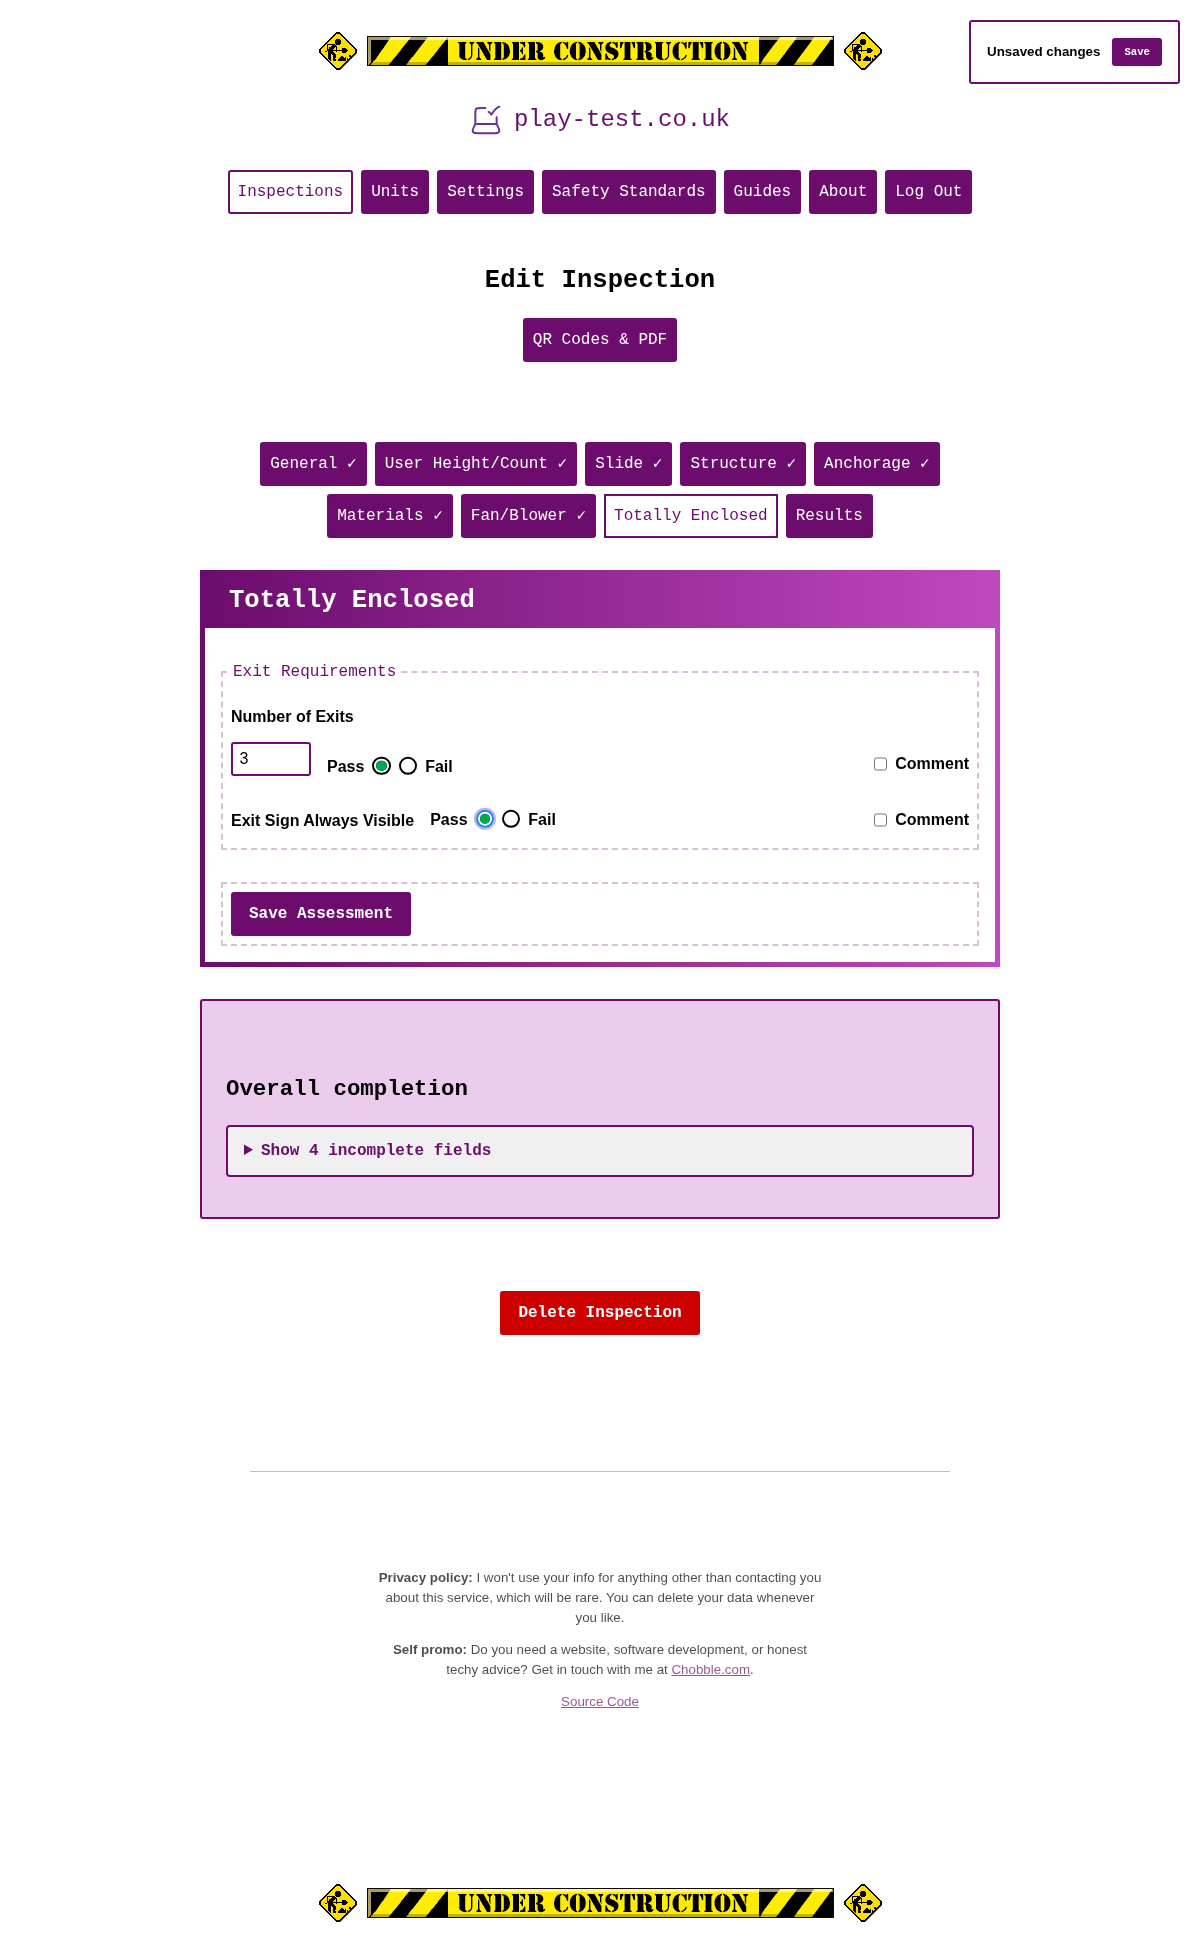 UNDER CONSTRUCTION
Unsaved changes Save
play-test.co.uk
Inspections Units Settings Safety Standards Guides About Log Out
Edit Inspection
QR Codes & PDF
General ✓ User Height/Count ✓ Slide ✓ Structure ✓ Anchorage ✓
Materials ✓ Fan/Blower ✓ Totally Enclosed Results
Totally Enclosed
Exit Requirements
Number of Exits
3 Pass Fail Comment
Exit Sign Always Visible Pass Fail Comment
Save Assessment
Overall completion
▶ Show 4 incomplete fields
Delete Inspection
Privacy policy: I won't use your info for anything other than contacting you
about this service, which will be rare. You can delete your data whenever
you like.
Self promo: Do you need a website, software development, or honest
techy advice? Get in touch with me at Chobble.com.
Source Code
UNDER CONSTRUCTION